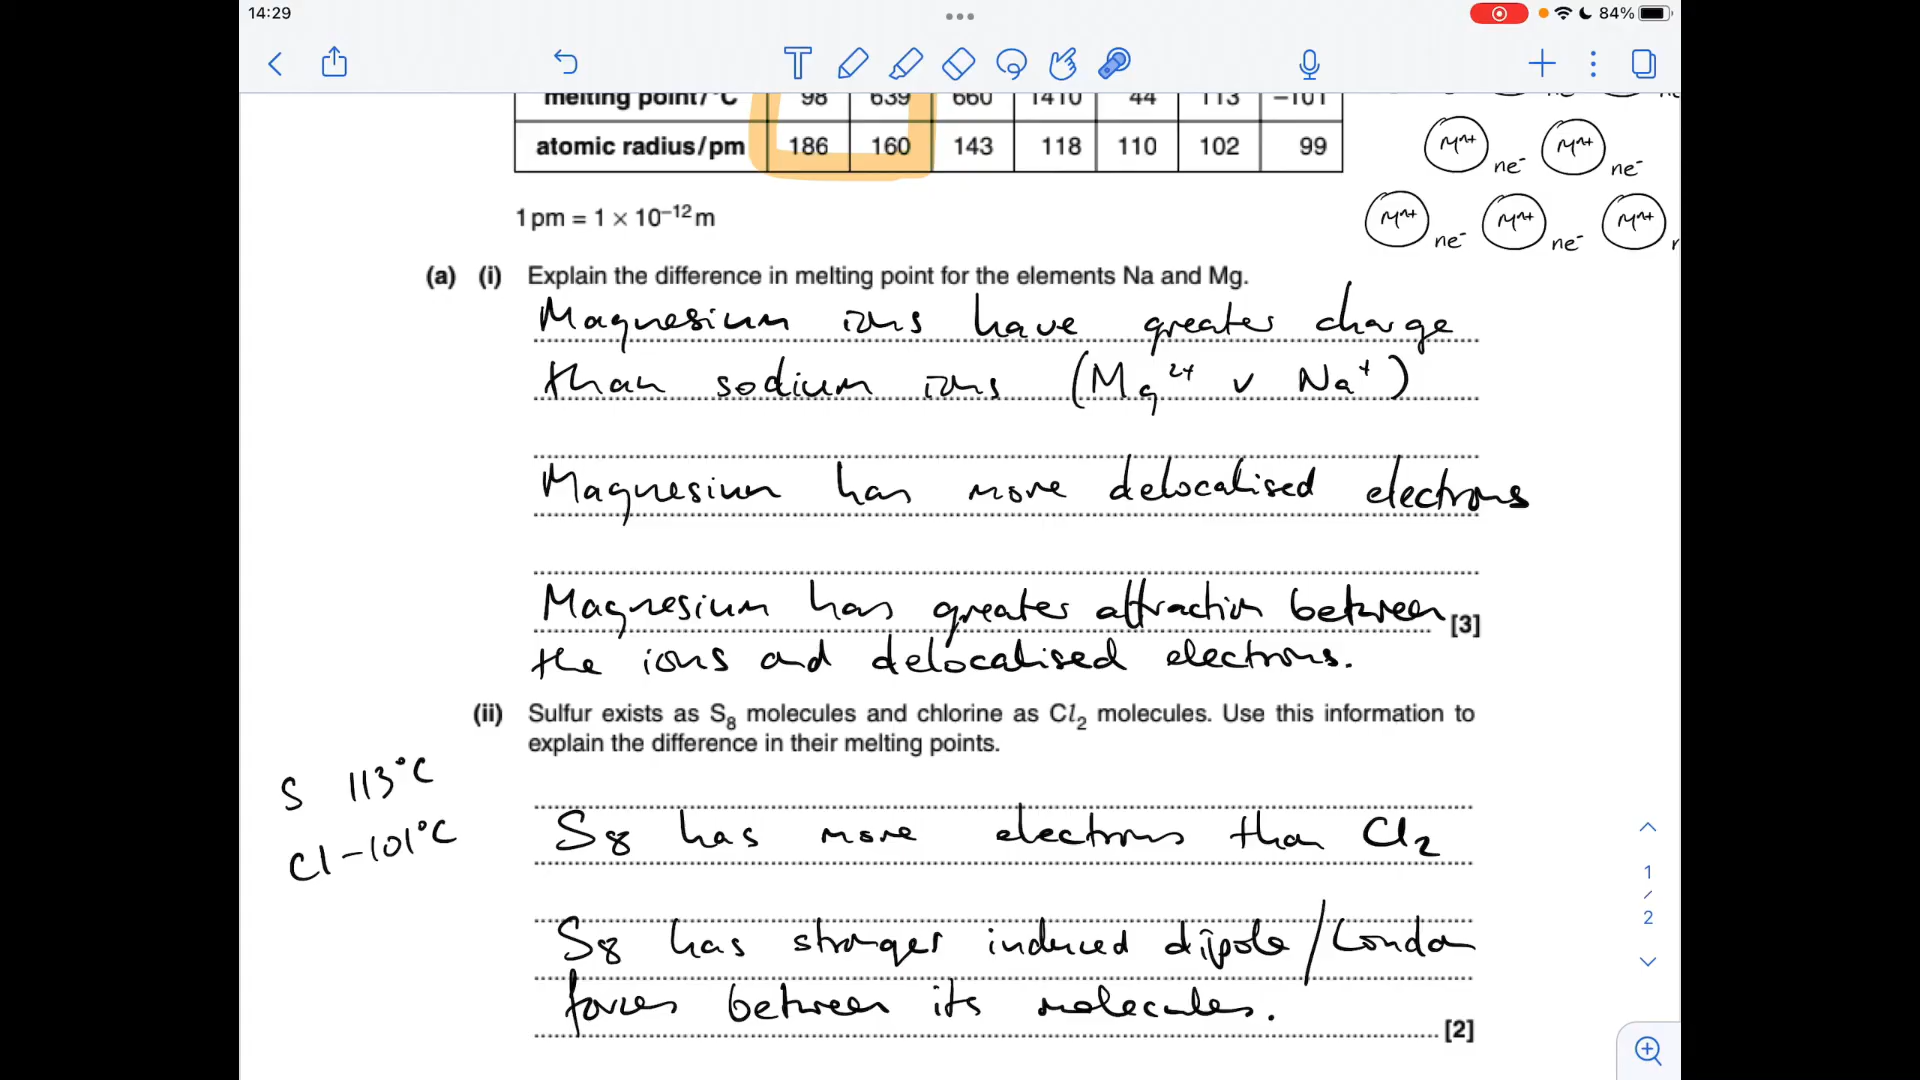 14:29
84%
melting point/°C 98 639 660 1410 44 113 −101
atomic radius/pm 186 160 143 118 110 102 99
1 pm = 1 × 10⁻¹² m
Mⁿ⁺ ne⁻ Mⁿ⁺ ne⁻
Mⁿ⁺ ne⁻ Mⁿ⁺ ne⁻ Mⁿ⁺
(a) (i) Explain the difference in melting point for the elements Na and Mg.
Magnesium ions have greater charge
than sodium ions (Mg²⁺ v Na⁺)
Magnesium has more delocalised electrons
Magnesium has greater attraction between [3]
the ions and delocalised electrons.
(ii) Sulfur exists as S₈ molecules and chlorine as Cl₂ molecules. Use this information to
explain the difference in their melting points.
S 113°C
Cl −101°C
S₈ has more electrons than Cl₂
S₈ has stronger induced dipole/London
forces between its molecules.
[2]
1
/
2